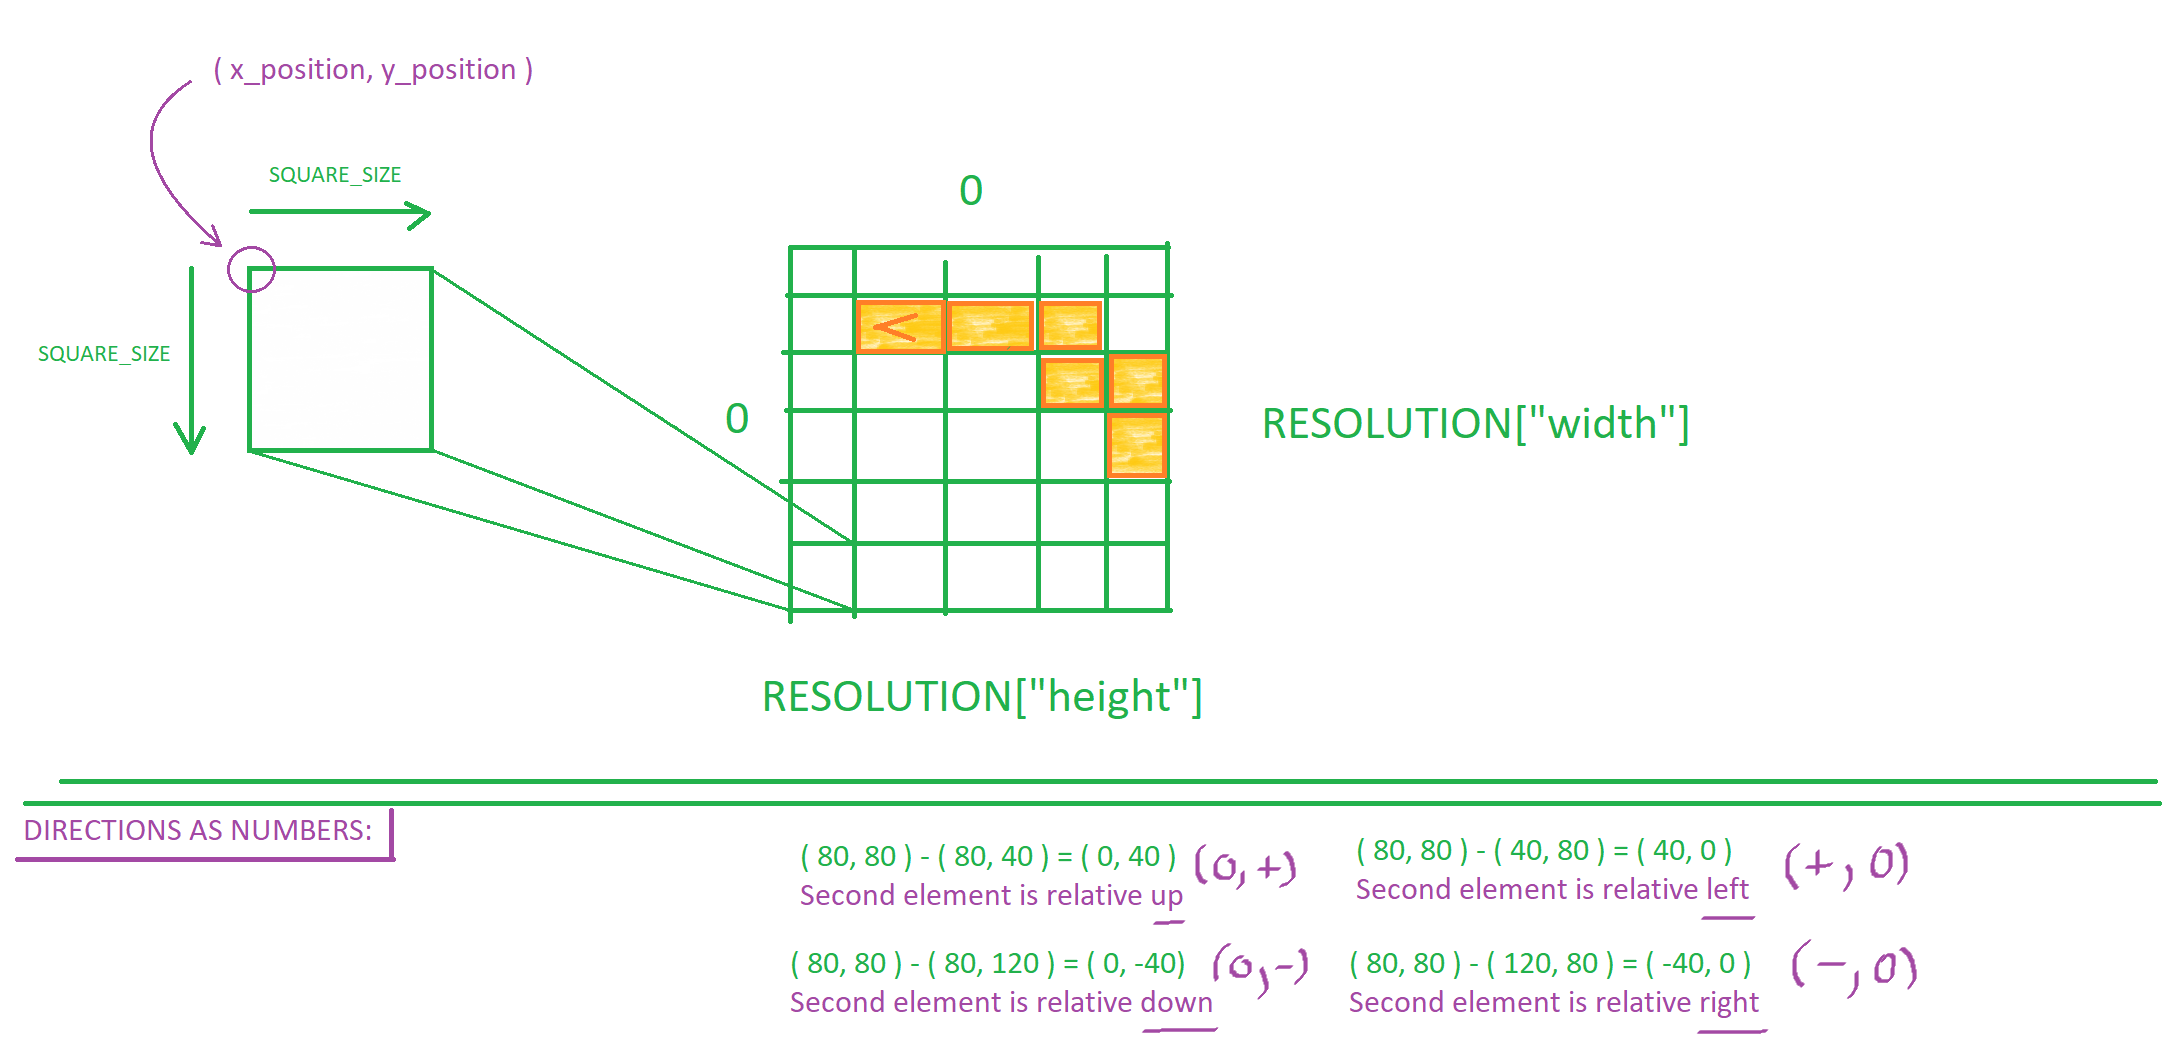 ( x_position, y_position )
SQUARE_SIZE
0
SQUARE_SIZE
<
0
RESOLUTION["width"]
RESOLUTION["height"]
DIRECTIONS AS NUMBERS:
( 80, 80 ) - ( 80, 40 ) = ( 0, 40 ) (0,+)
Second element is relative up
( 80, 80 ) - ( 40, 80 ) = ( 40, 0 ) (+,0)
Second element is relative left
( 80, 80 ) - ( 80, 120 ) = ( 0, -40) (0,-)
Second element is relative down
( 80, 80 ) - ( 120, 80 ) = ( -40, 0 ) (-,0)
Second element is relative right